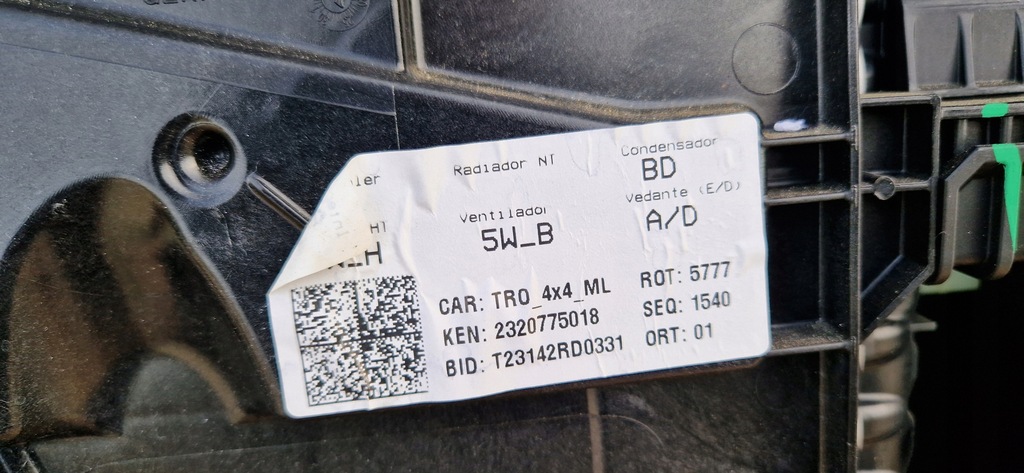 Radiador NT
Condensador
BD
Ventilador
5W_B
Vedante (E/D)
A/D
HT
CAR: TRO_4x4_ML
ROT: 5777
KEN: 2320775018
SEQ: 1540
BID: T23142RD0331
ORT: 01